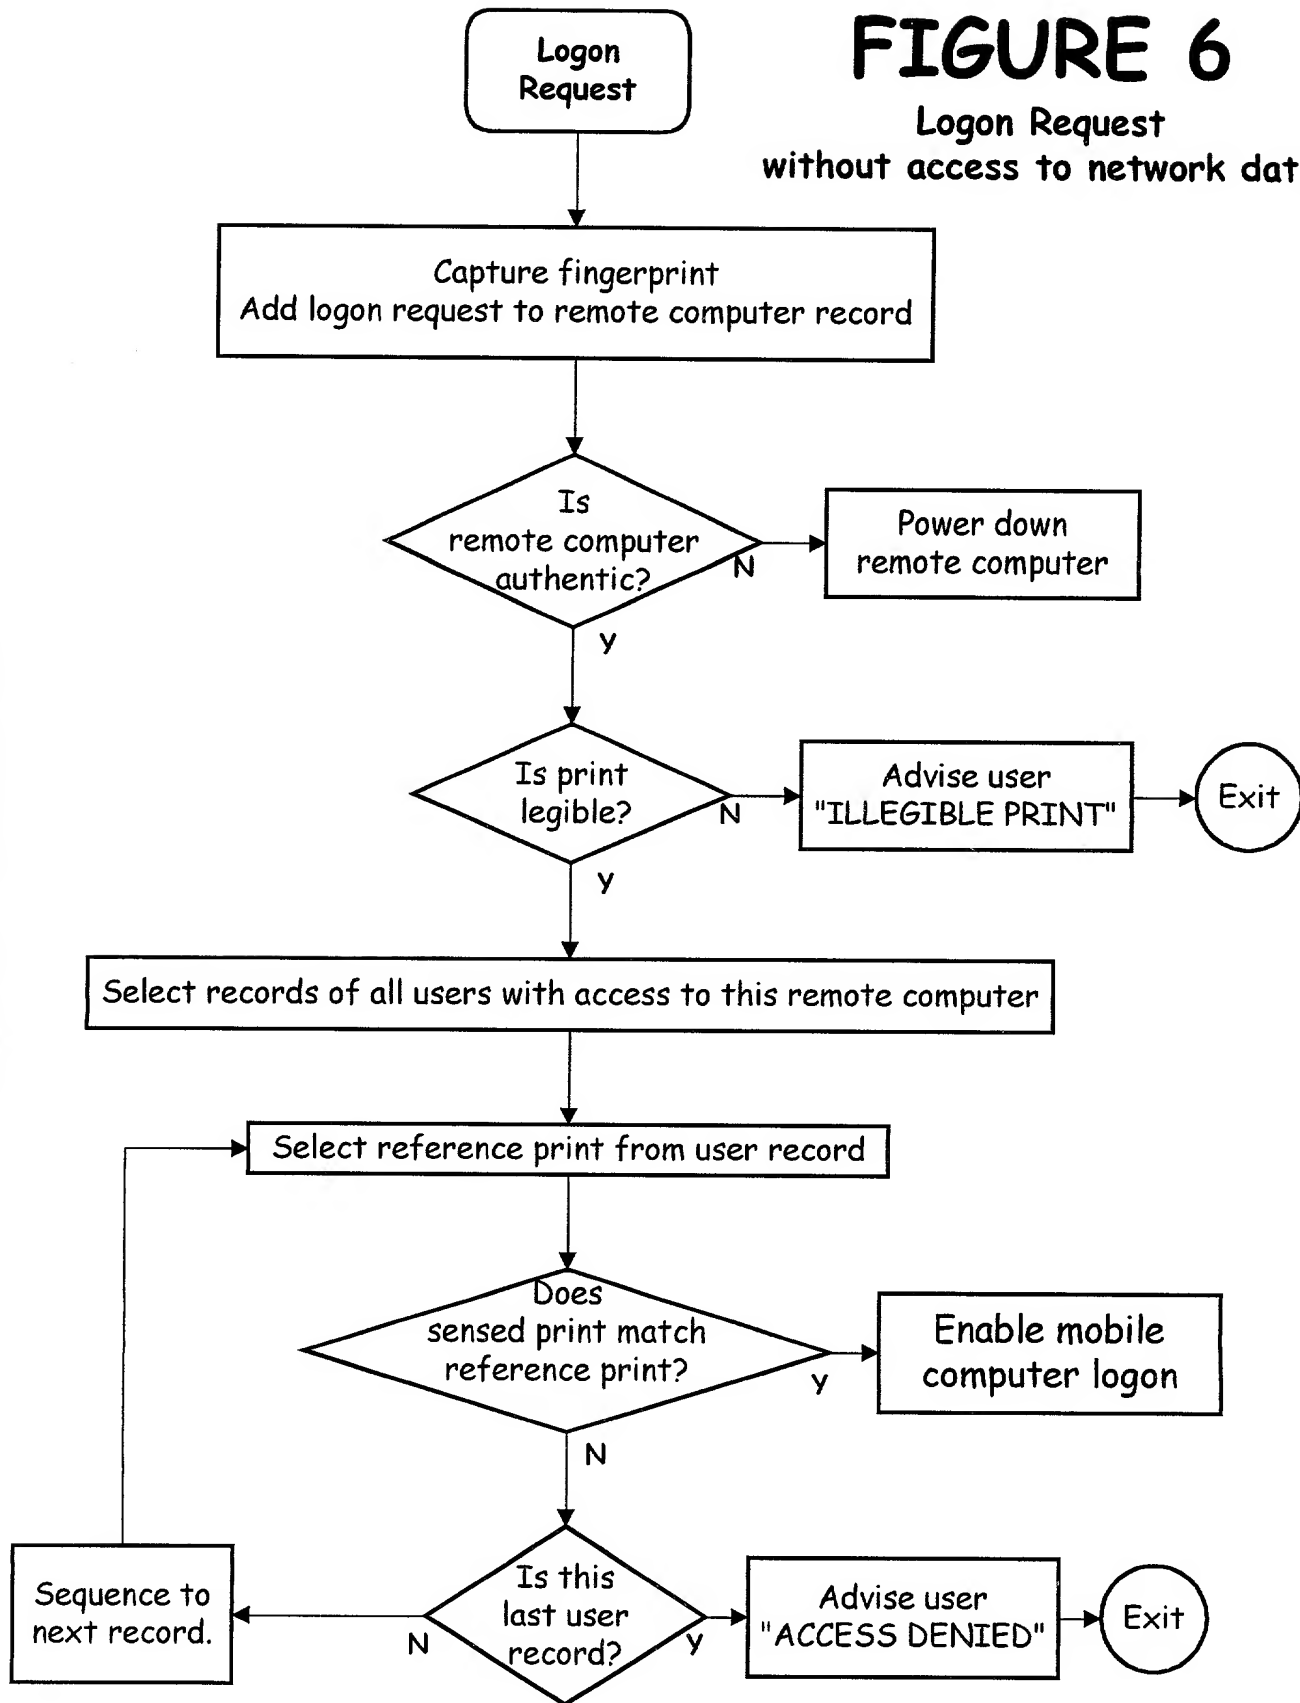 Logon
Request
FIGURE 6
Logon Request
without access to network dat
Capture fingerprint
Add logon request to remote computer record
Is
remote computer
authentic?
N
Power down
remote computer
Y
Is print
legible?
N
Advise user
"ILLEGIBLE PRINT"
Exit
Y
Select records of all users with access to this remote computer
Select reference print from user record
Does
sensed print match
reference print?
Y
Enable mobile
computer logon
N
Sequence to
next record.
N
Is this
last user
record?
Y
Advise user
"ACCESS DENIED"
Exit